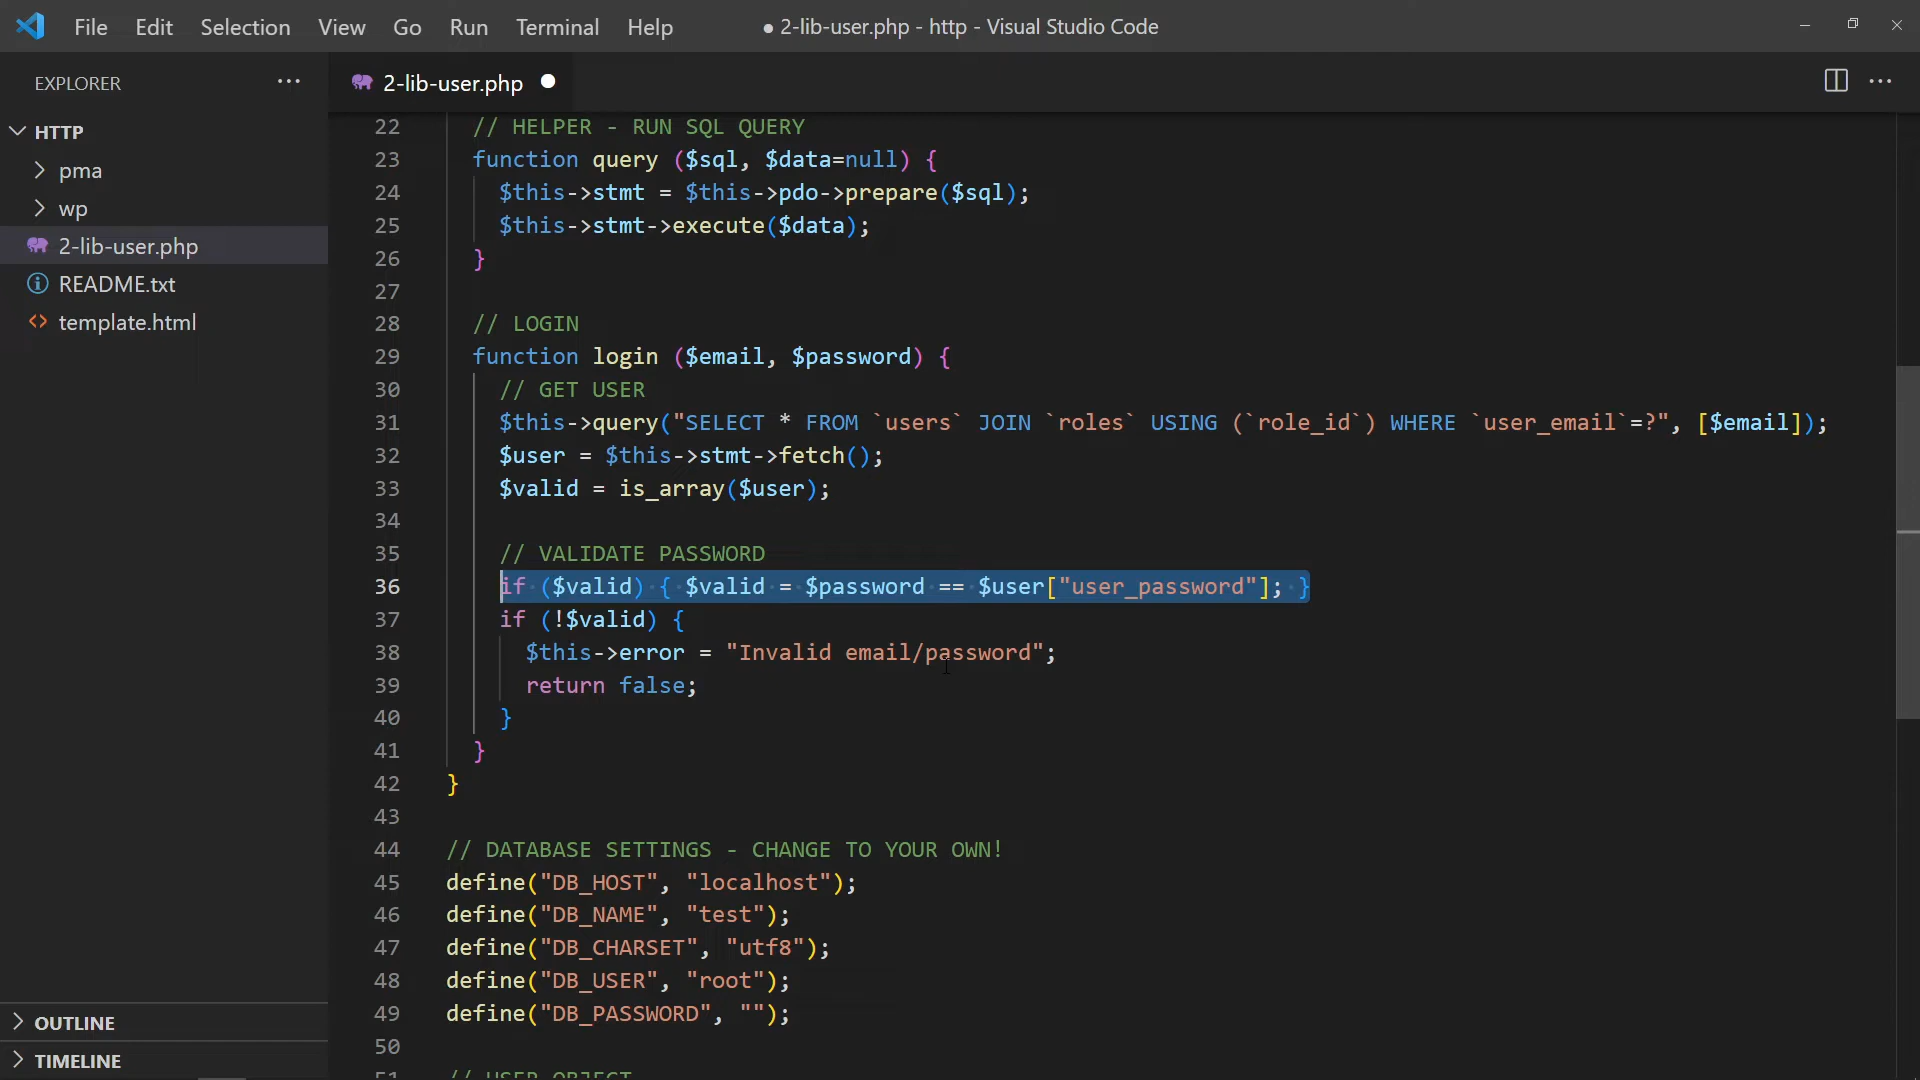 File Edit Selection View Go Run Terminal Help ● 2-lib-user.php - http - Visual Studio Code
EXPLORER ···
2-lib-user.php
HTTP
pma
wp
2-lib-user.php
README.txt
template.html
OUTLINE
TIMELINE
22 // HELPER - RUN SQL QUERY
23 function query ($sql, $data=null) {
24 $this->stmt = $this->pdo->prepare($sql);
25 $this->stmt->execute($data);
26 }
27
28 // LOGIN
29 function login ($email, $password) {
30 // GET USER
31 $this->query("SELECT * FROM `users` JOIN `roles` USING (`role_id`) WHERE `user_email`=?", [$email]);
32 $user = $this->stmt->fetch();
33 $valid = is_array($user);
34
35 // VALIDATE PASSWORD
36 if ($valid) { $valid = $password == $user["user_password"]; }
37 if (!$valid) {
38 $this->error = "Invalid email/password";
39 return false;
40 }
41 }
42 }
43
44 // DATABASE SETTINGS - CHANGE TO YOUR OWN!
45 define("DB_HOST", "localhost");
46 define("DB_NAME", "test");
47 define("DB_CHARSET", "utf8");
48 define("DB_USER", "root");
49 define("DB_PASSWORD", "");
50
51 // USER OBJECT